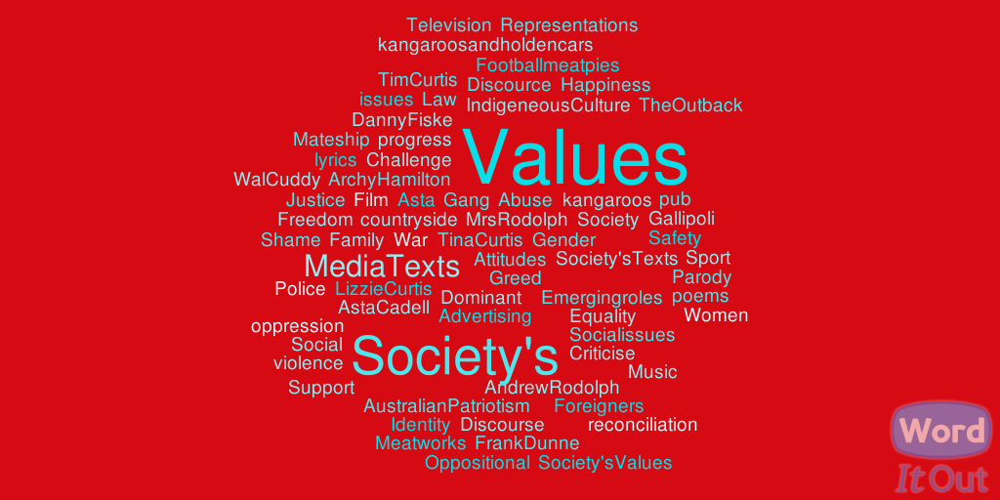 Television Representations
kangaroosandholdencars
Footballmeatpies
TimCurtis Discource Happiness
issues Law IndigeneousCulture TheOutback
DannyFiske
Mateship progress Values
lyrics Challenge
WalCuddy ArchyHamilton
Justice Film Asta Gang Abuse kangaroos pub
Freedom countryside MrsRodolph Society Gallipoli
Shame Family War TinaCurtis Gender Safety
MediaTexts Attitudes Society'sTexts Sport
Greed Parody
Police LizzieCurtis Dominant Emergingroles poems
AstaCadell Advertising Equality Women
oppression Socialissues
Social Society's Criticise
violence Music
Support AndrewRodolph
AustralianPatriotism Foreigners
Identity Discourse reconciliation
Meatworks FrankDunne
Oppositional Society'sValues
Word
It Out